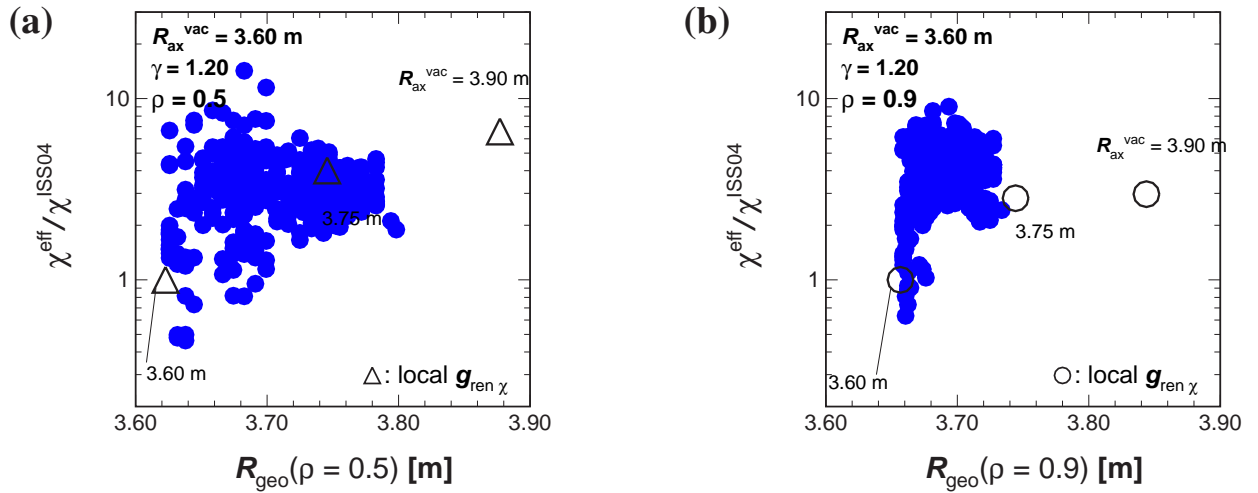 (a)
R_ax^vac = 3.60 m
γ = 1.20
ρ = 0.5
R_ax^vac = 3.90 m
3.75 m
3.60 m
△: local g_ren χ
10
1
χ^eff/χ^ISS04
3.60 3.70 3.80 3.90
R_geo(ρ = 0.5) [m]
(b)
R_ax^vac = 3.60 m
γ = 1.20
ρ = 0.9
R_ax^vac = 3.90 m
3.75 m
3.60 m
○: local g_ren χ
10
1
χ^eff/χ^ISS04
3.60 3.70 3.80 3.90
R_geo(ρ = 0.9) [m]